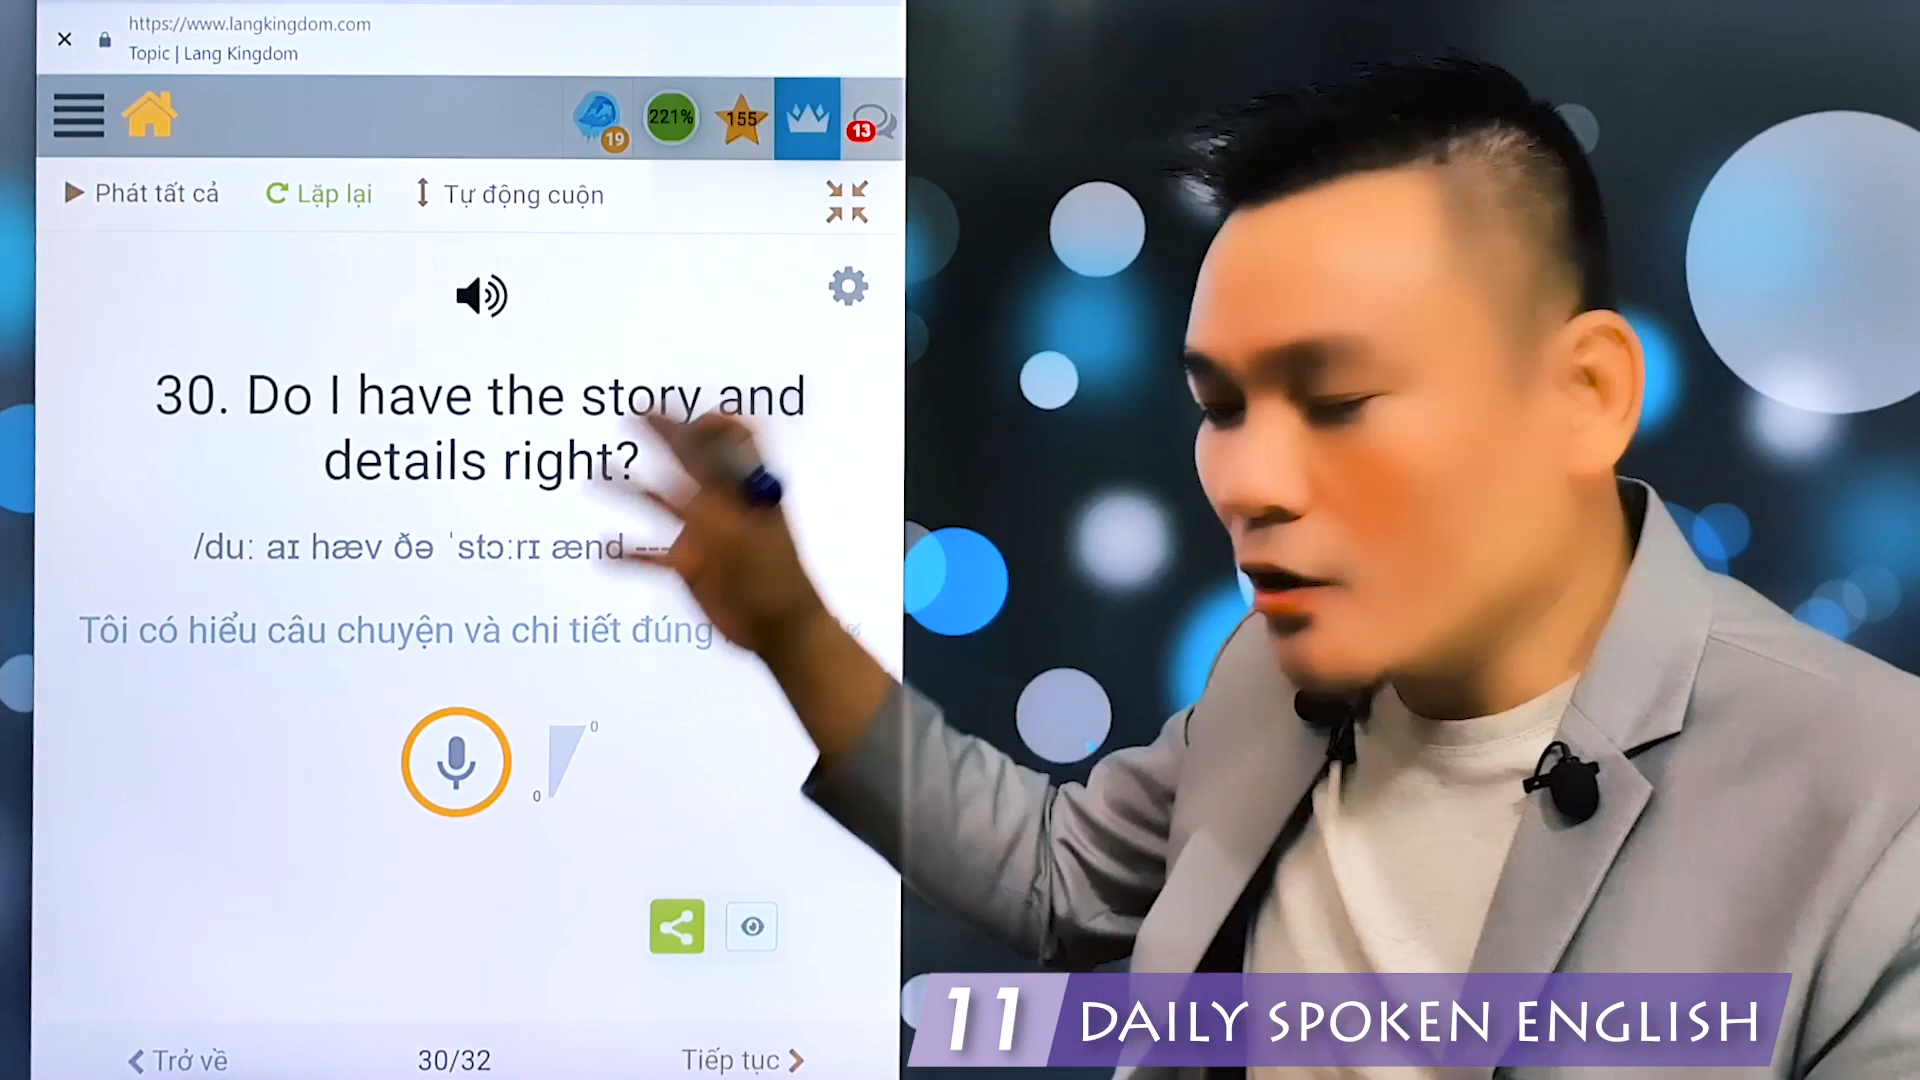 https://www.langkingdom.com
Topic | Lang Kingdom
19
221%
155
13
Phát tất cả
Lặp lại
Tự động cuộn
30. Do I have the story and
details right?
/du: aɪ hæv ðə ˈstɔ:rɪ ænd ---
Tôi có hiểu câu chuyện và chi tiết đúng
0
0
Trở về
30/32
Tiếp tục
11 DAILY SPOKEN ENGLISH